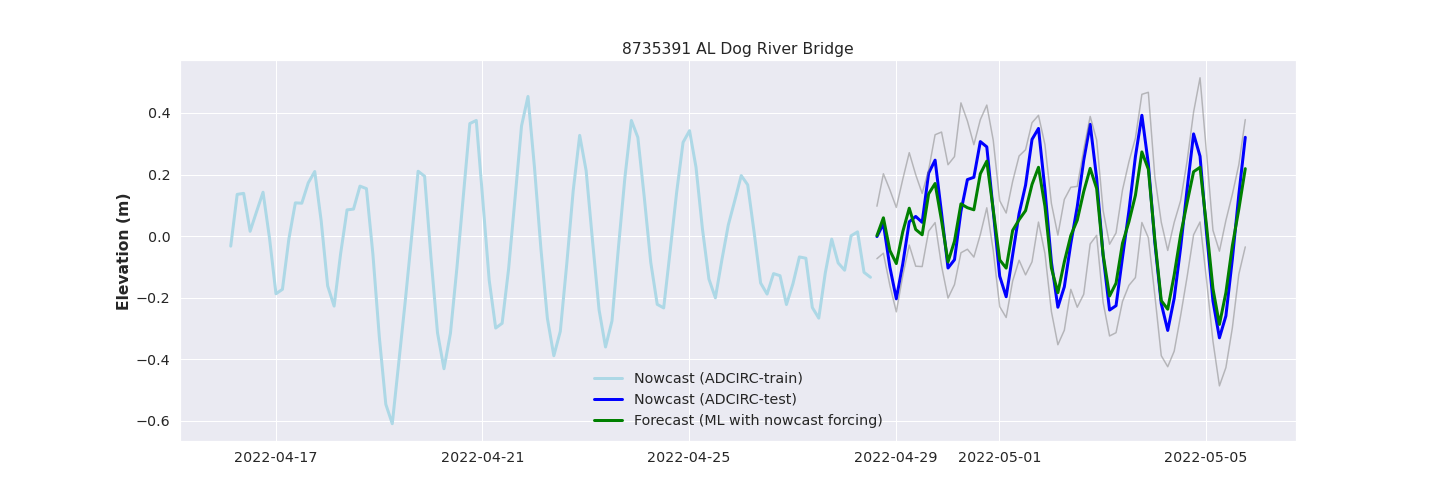 8735391 AL Dog River Bridge
Elevation (m)
0.4
0.2
0.0
−0.2
−0.4
−0.6
Nowcast (ADCIRC-train)
Nowcast (ADCIRC-test)
Forecast (ML with nowcast forcing)
2022-04-17 2022-04-21 2022-04-25 2022-04-29 2022-05-01 2022-05-05